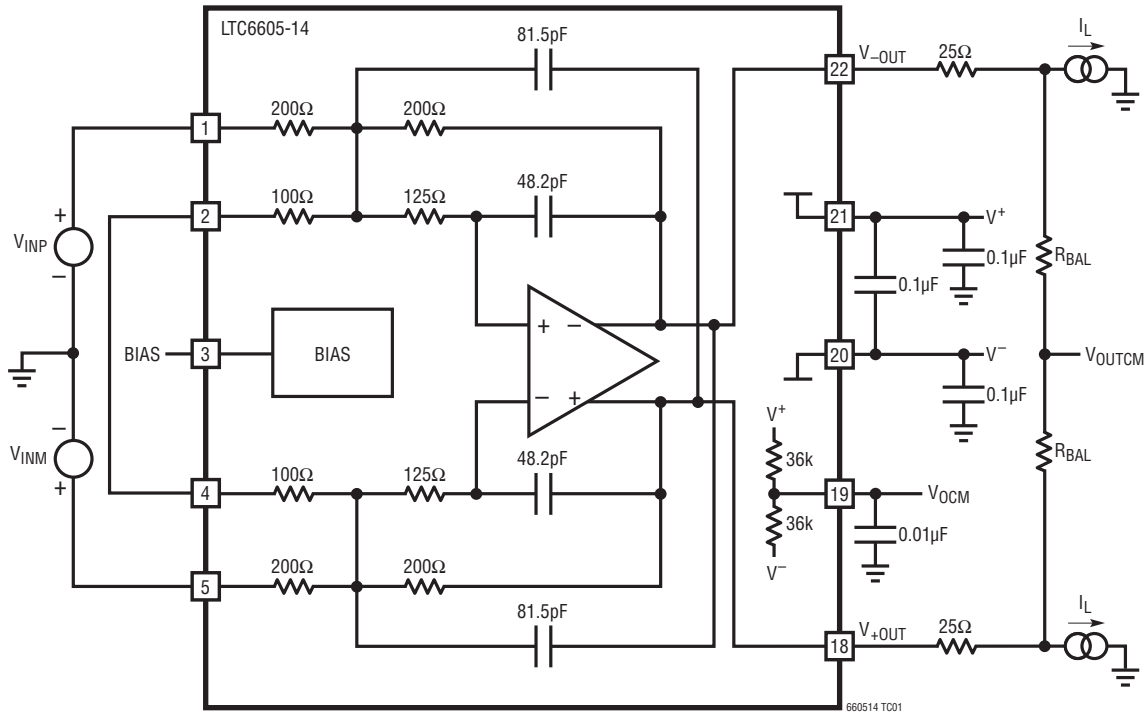 LTC6605-14
81.5pF
22
V–OUT
25Ω
IL
1
200Ω
200Ω
48.2pF
2
100Ω
125Ω
21
V+
0.1µF
0.1µF
RBAL
+
VINP
–
+ –
BIAS
3
BIAS
20
V–
VOUTCM
– +
0.1µF
–
VINM
+
V+
48.2pF
36k
RBAL
4
100Ω
125Ω
19
VOCM
36k
0.01µF
5
200Ω
200Ω
V–
81.5pF
IL
18
V+OUT
25Ω
660514 TC01